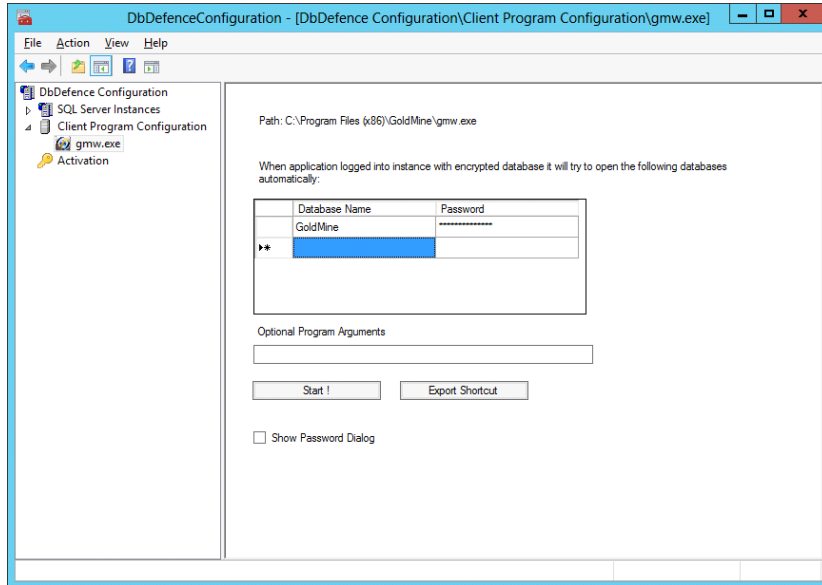 DbDefenceConfiguration - [DbDefence Configuration\Client Program Configuration\gmw.exe]
File Action View Help
DbDefence Configuration
SQL Server Instances
Client Program Configuration
gmw.exe
Activation
Path: C:\Program Files (x86)\GoldMine\gmw.exe
When application logged into instance with encrypted database it will try to open the following databases
automatically:
Database Name Password
GoldMine **************
Optional Program Arguments
Start ! Export Shortcut
Show Password Dialog